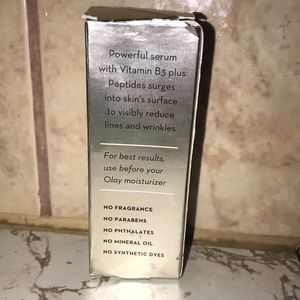 Powerful serum
with Vitamin B3 plus
Peptides surges
into skin's surface
to visibly reduce
lines and wrinkles
For best results,
use before your
Olay moisturizer
NO FRAGRANCE
NO PARABENS
NO PHTHALATES
NO MINERAL OIL
NO SYNTHETIC DYES